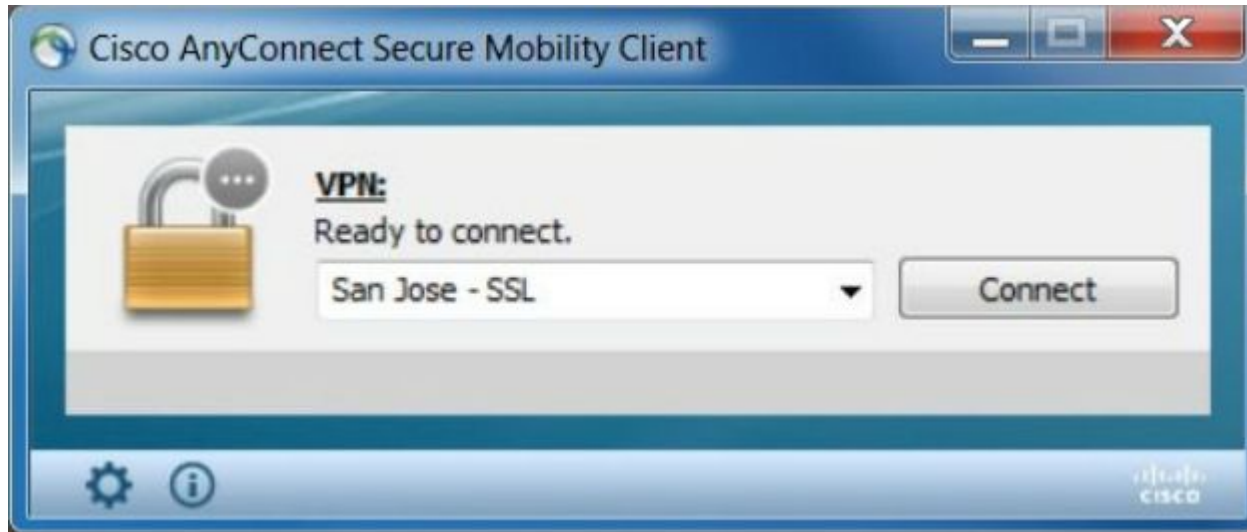 Cisco AnyConnect Secure Mobility Client
VPN:
Ready to connect.
San Jose - SSL
Connect
CISCO